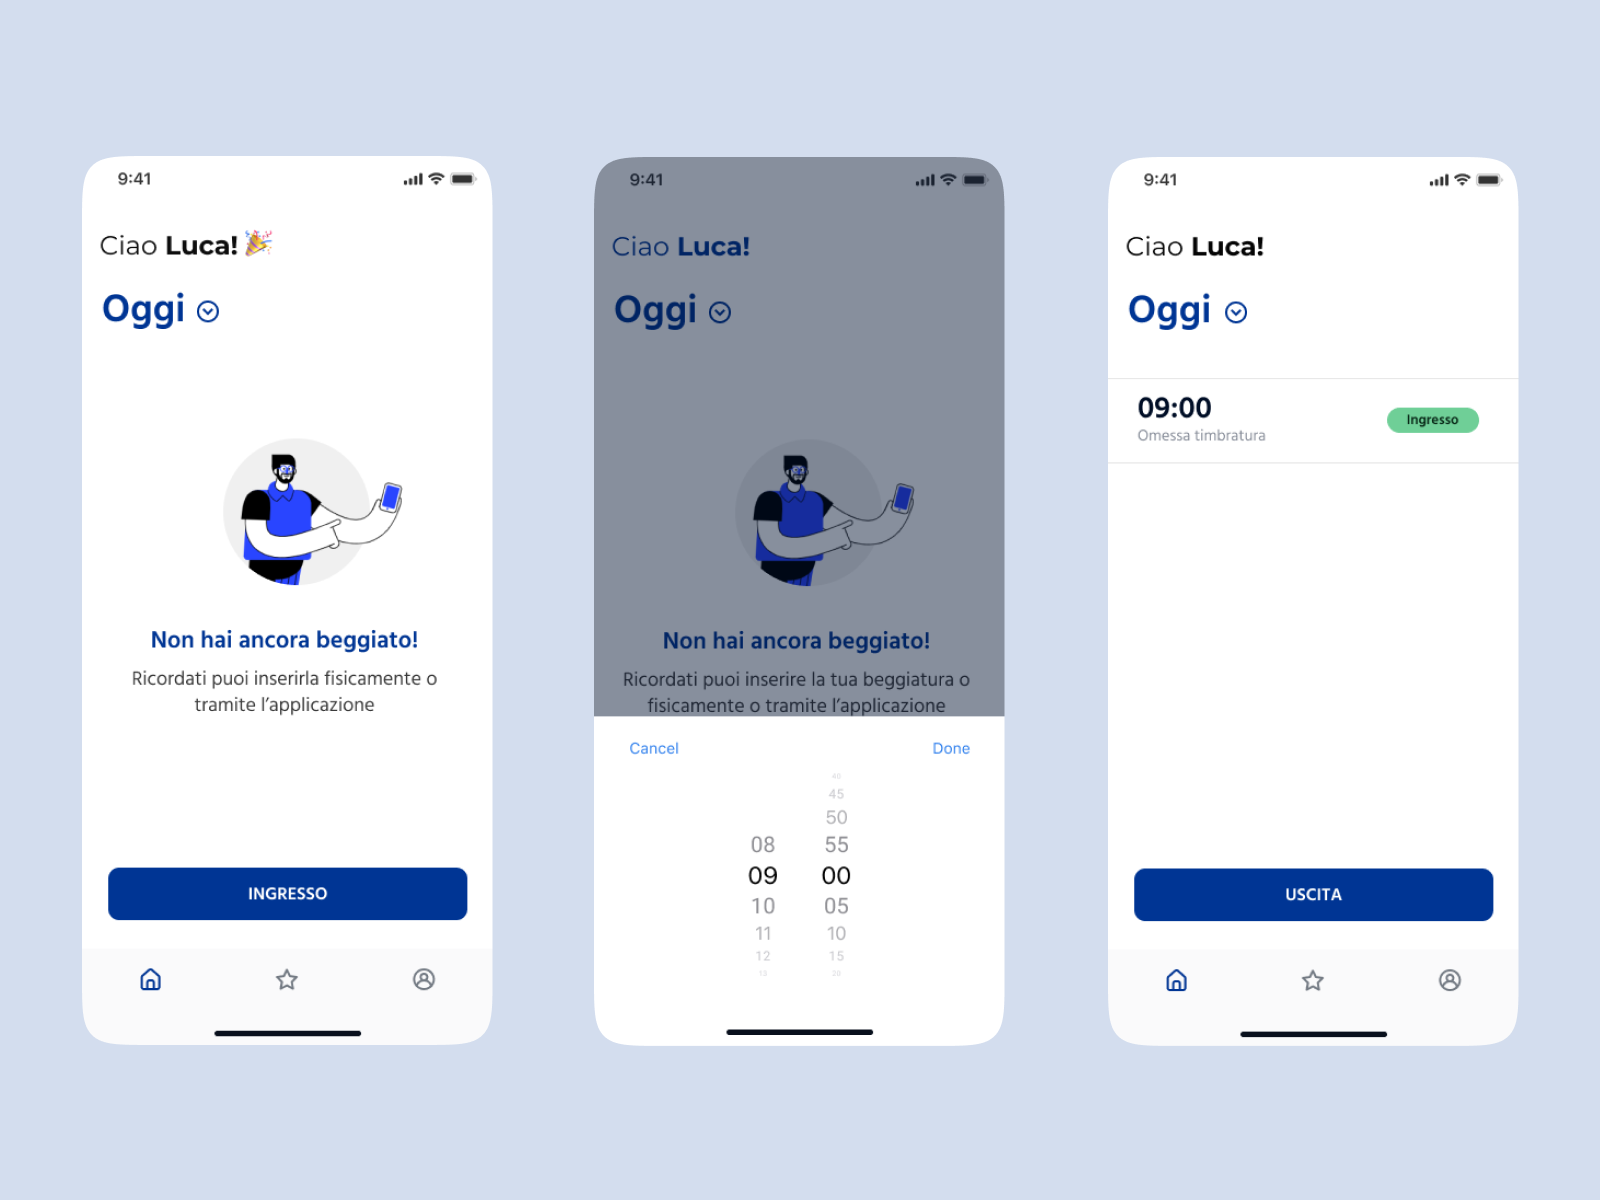 9:41
Ciao Luca! 🎉
Oggi
Non hai ancora beggiato!
Ricordati puoi inserirla fisicamente o
tramite l'applicazione
INGRESSO
9:41
Ciao Luca!
Oggi
Non hai ancora beggiato!
Ricordati puoi inserire la tua beggiatura o
fisicamente o tramite l'applicazione
Cancel Done
40
45
50
08 55
09 00
10 05
11 10
12 15
13 20
9:41
Ciao Luca!
Oggi
09:00
Omessa timbratura
Ingresso
USCITA